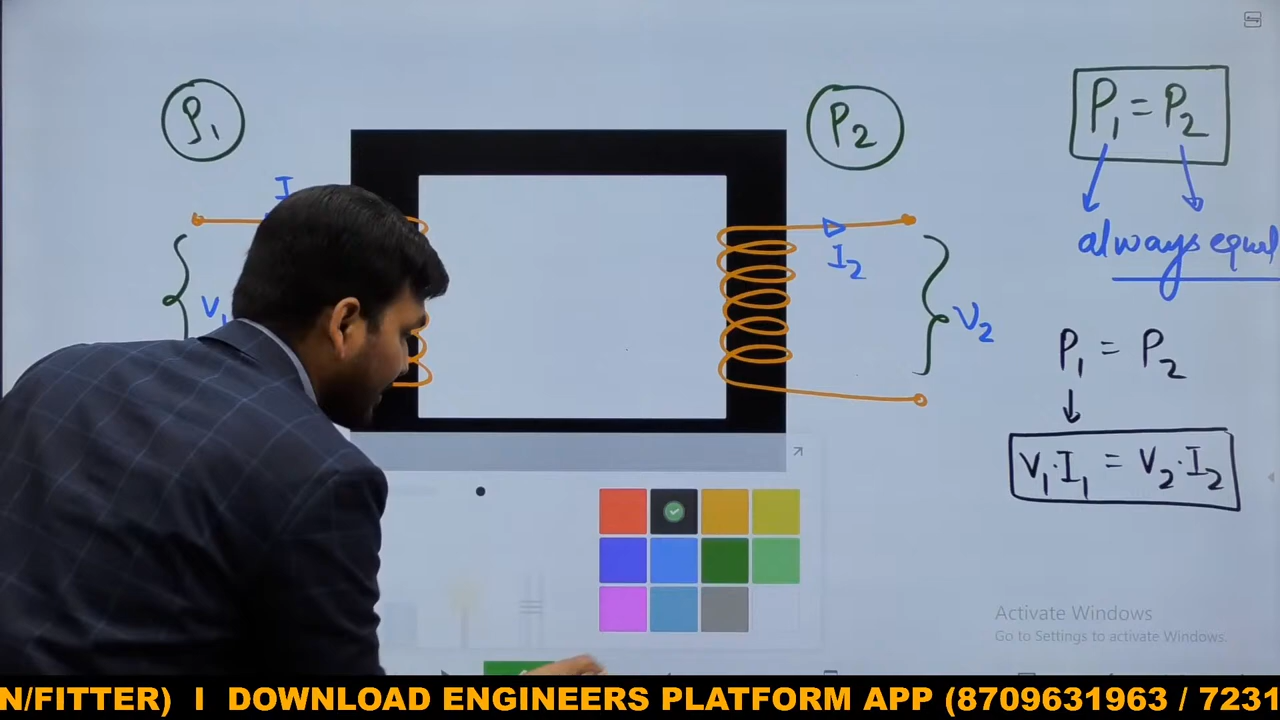 P1
P2
P1 = P2
I
I2
always equal
V1
V2
P1 = P2
V1·I1 = V2·I2
Activate Windows
Go to Settings to activate Windows.
N/FITTER) I DOWNLOAD ENGINEERS PLATFORM APP (8709631963 / 7231